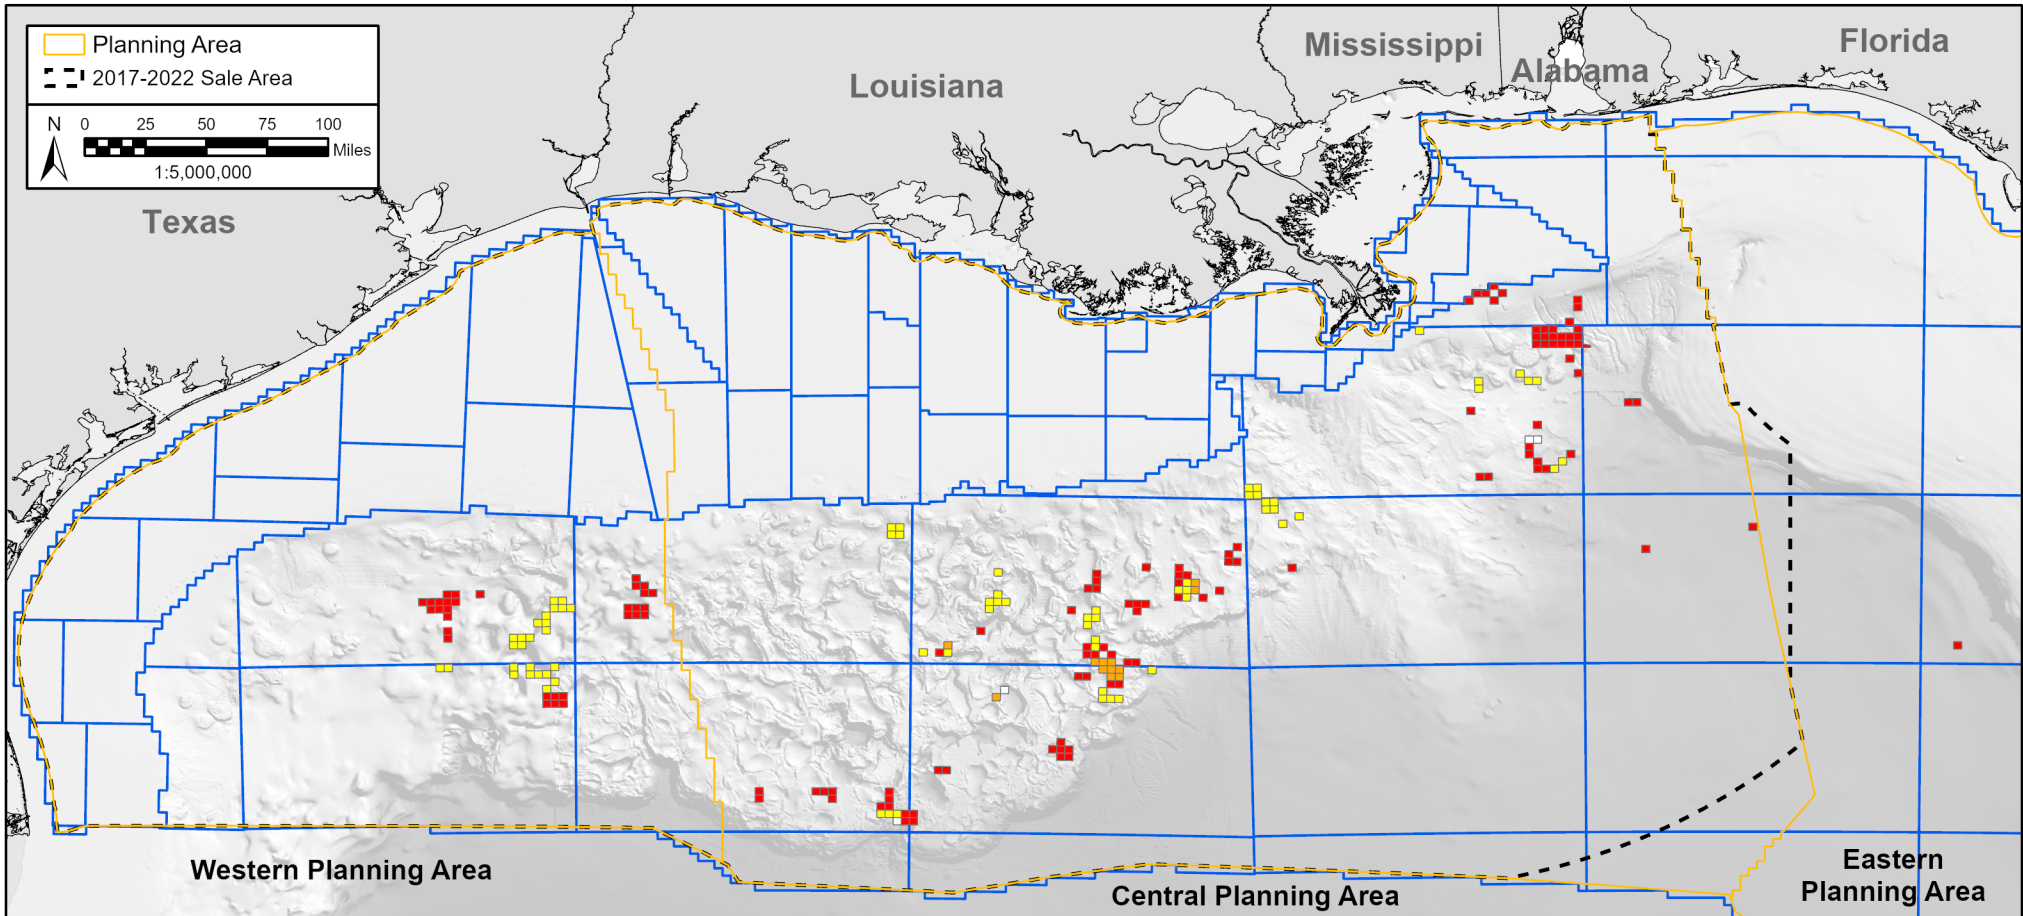 Planning Area
2017-2022 Sale Area
N 0 25 50 75 100
Miles
1:5,000,000
Texas
Louisiana
Mississippi
Alabama
Florida
Western Planning Area
Central Planning Area
Eastern
Planning Area